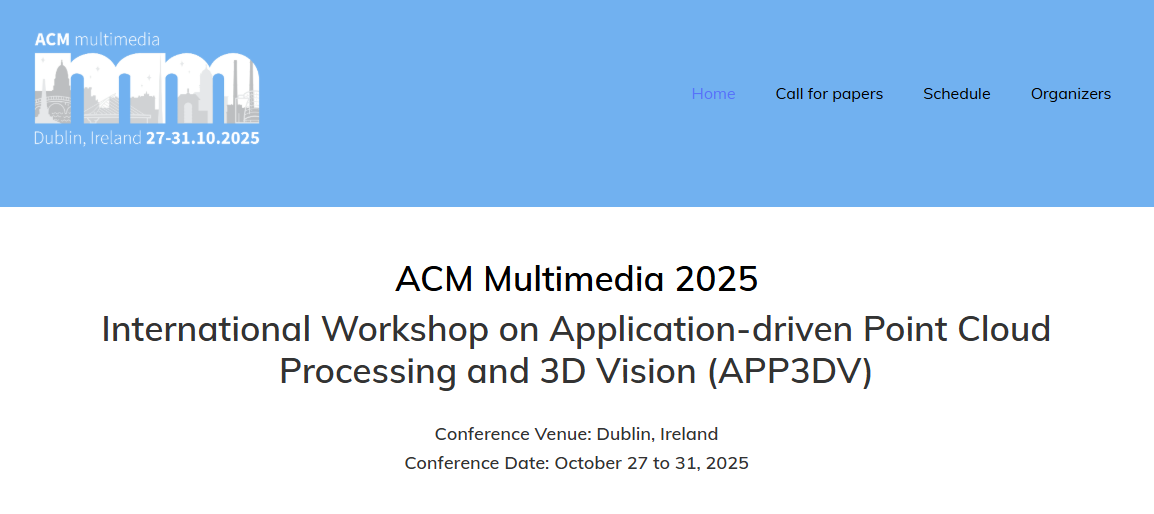 ACM multimedia
Dublin, Ireland 27-31.10.2025
Home
Call for papers
Schedule
Organizers
ACM Multimedia 2025
International Workshop on Application-driven Point Cloud
Processing and 3D Vision (APP3DV)
Conference Venue: Dublin, Ireland
Conference Date: October 27 to 31, 2025